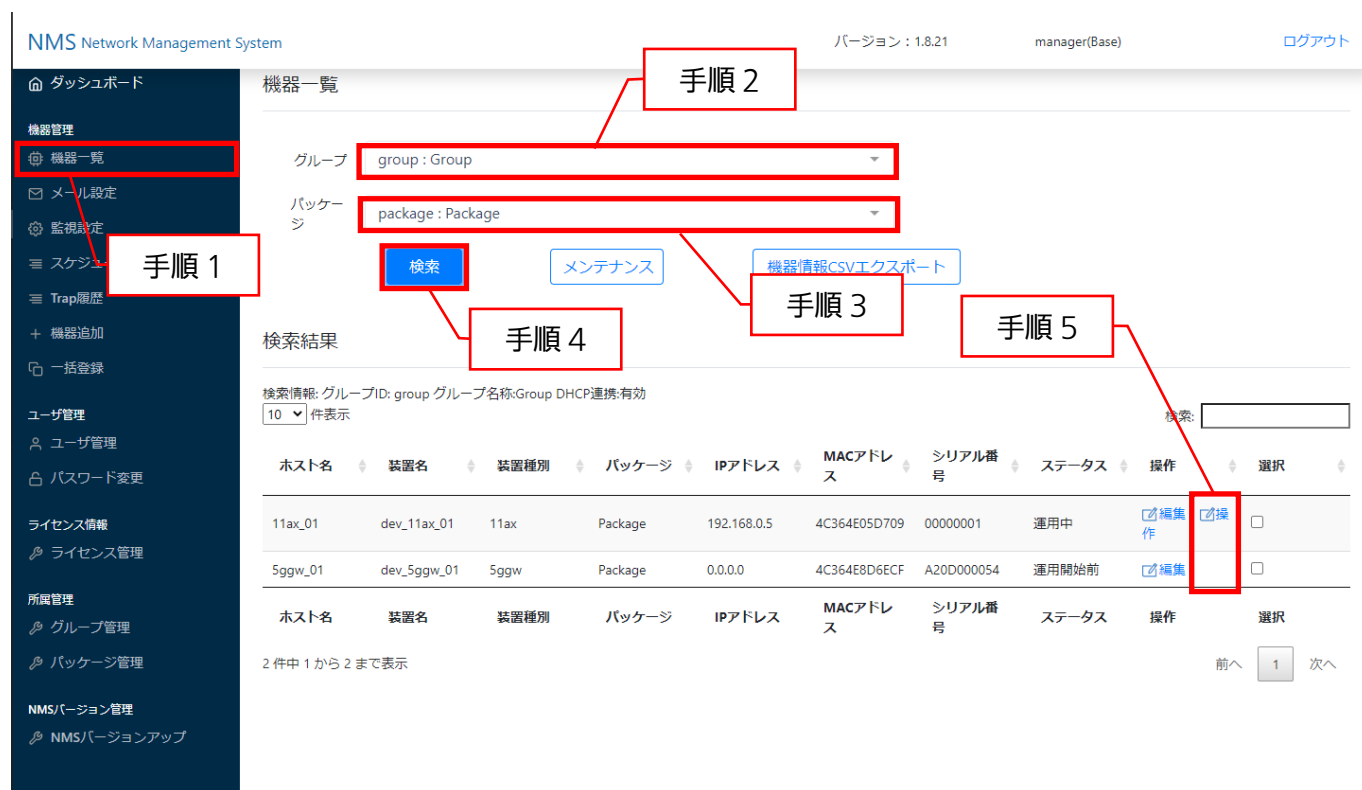 NMS Network Management System
バージョン：1.8.21
manager(Base)
ログアウト
ダッシュボード
機器管理
機器一覧
メール設定
監視設定
スケジュー
Trap履歴
機器追加
一括登録
ユーザ管理
ユーザ管理
パスワード変更
ライセンス情報
ライセンス管理
所属管理
グループ管理
パッケージ管理
NMSバージョン管理
NMSバージョンアップ
手順１
機器一覧
手順２
グループ group : Group
パッケー
ジ
package : Package
検索 メンテナンス 機器情報CSVエクスポート
手順３
手順４
手順５
検索結果
検索情報: グループID: group グループ名称:Group DHCP連携:有効
10 件表示
検索:
ホスト名 装置名 装置種別 パッケージ IPアドレス MACアドレ シリアル番 ステータス 操作 選択
ス 号
11ax_01 dev_11ax_01 11ax Package 192.168.0.5 4C364E05D709 00000001 運用中 編集 操
作
5ggw_01 dev_5ggw_01 5ggw Package 0.0.0.0 4C364E8D6ECF A20D000054 運用開始前 編集
ホスト名 装置名 装置種別 パッケージ IPアドレス MACアドレ シリアル番 ステータス 操作 選択
ス 号
2 件中 1 から 2 まで表示
前へ 1 次へ